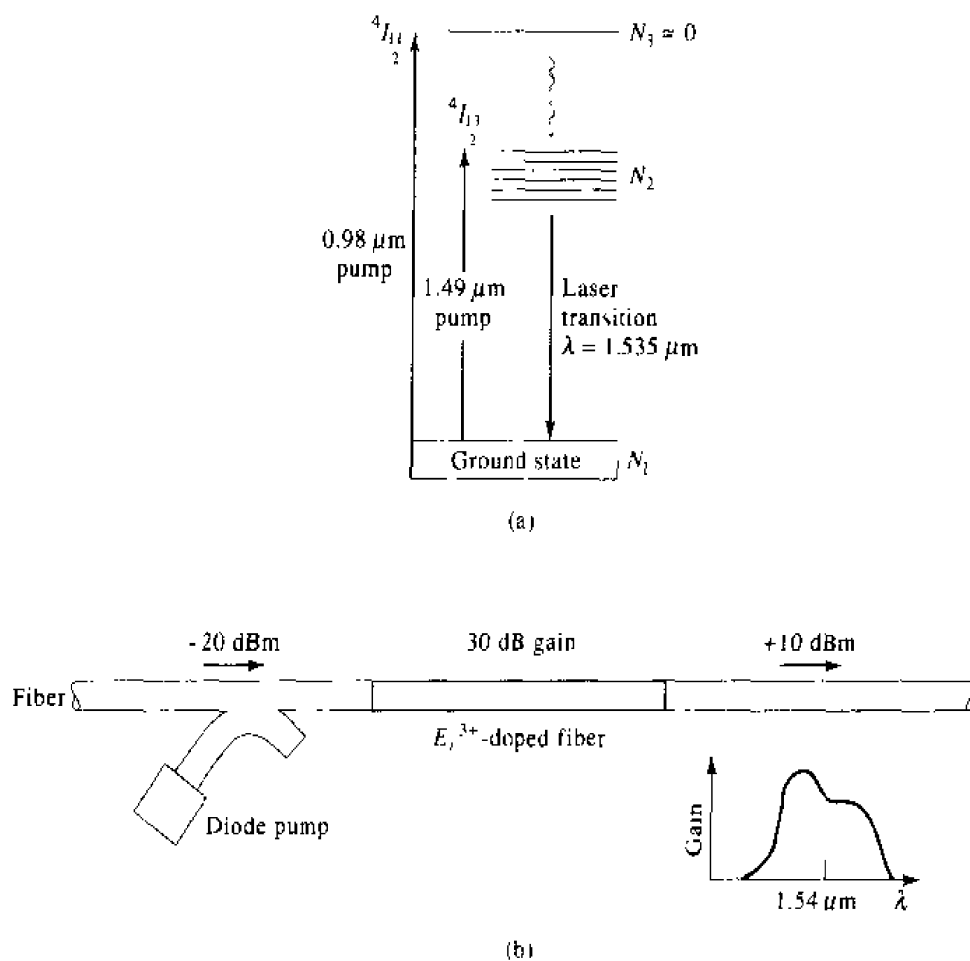 ⁴I₁₁
2
N₃ ≃ 0
⁴I₁₃
2
N₂
0.98 μm
pump
1.49 μm
pump
Laser
transition
λ = 1.535 μm
Ground state
N₁
(a)
- 20 dBm
30 dB gain
+10 dBm
Fiber
Eᵣ³⁺-doped fiber
Diode pump
Gain
1.54 μm
λ
(b)